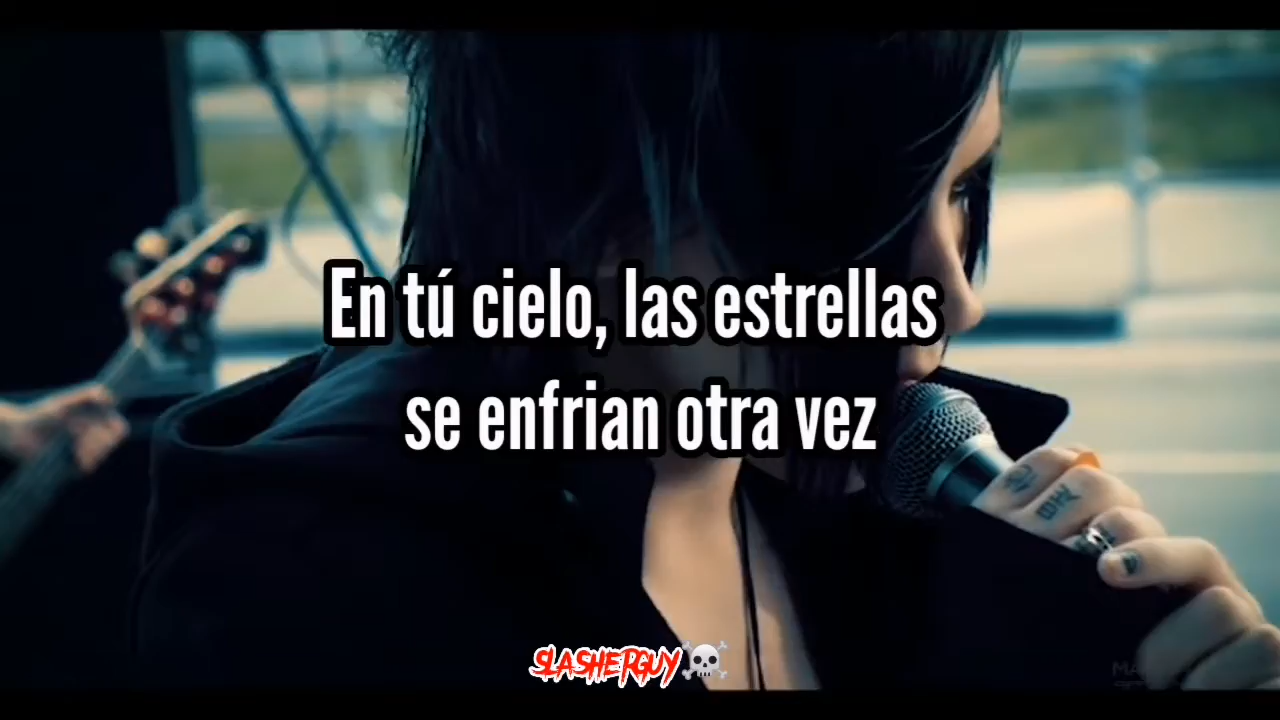 En tú cielo, las estrellas
se enfrian otra vez
SLASHERGUY